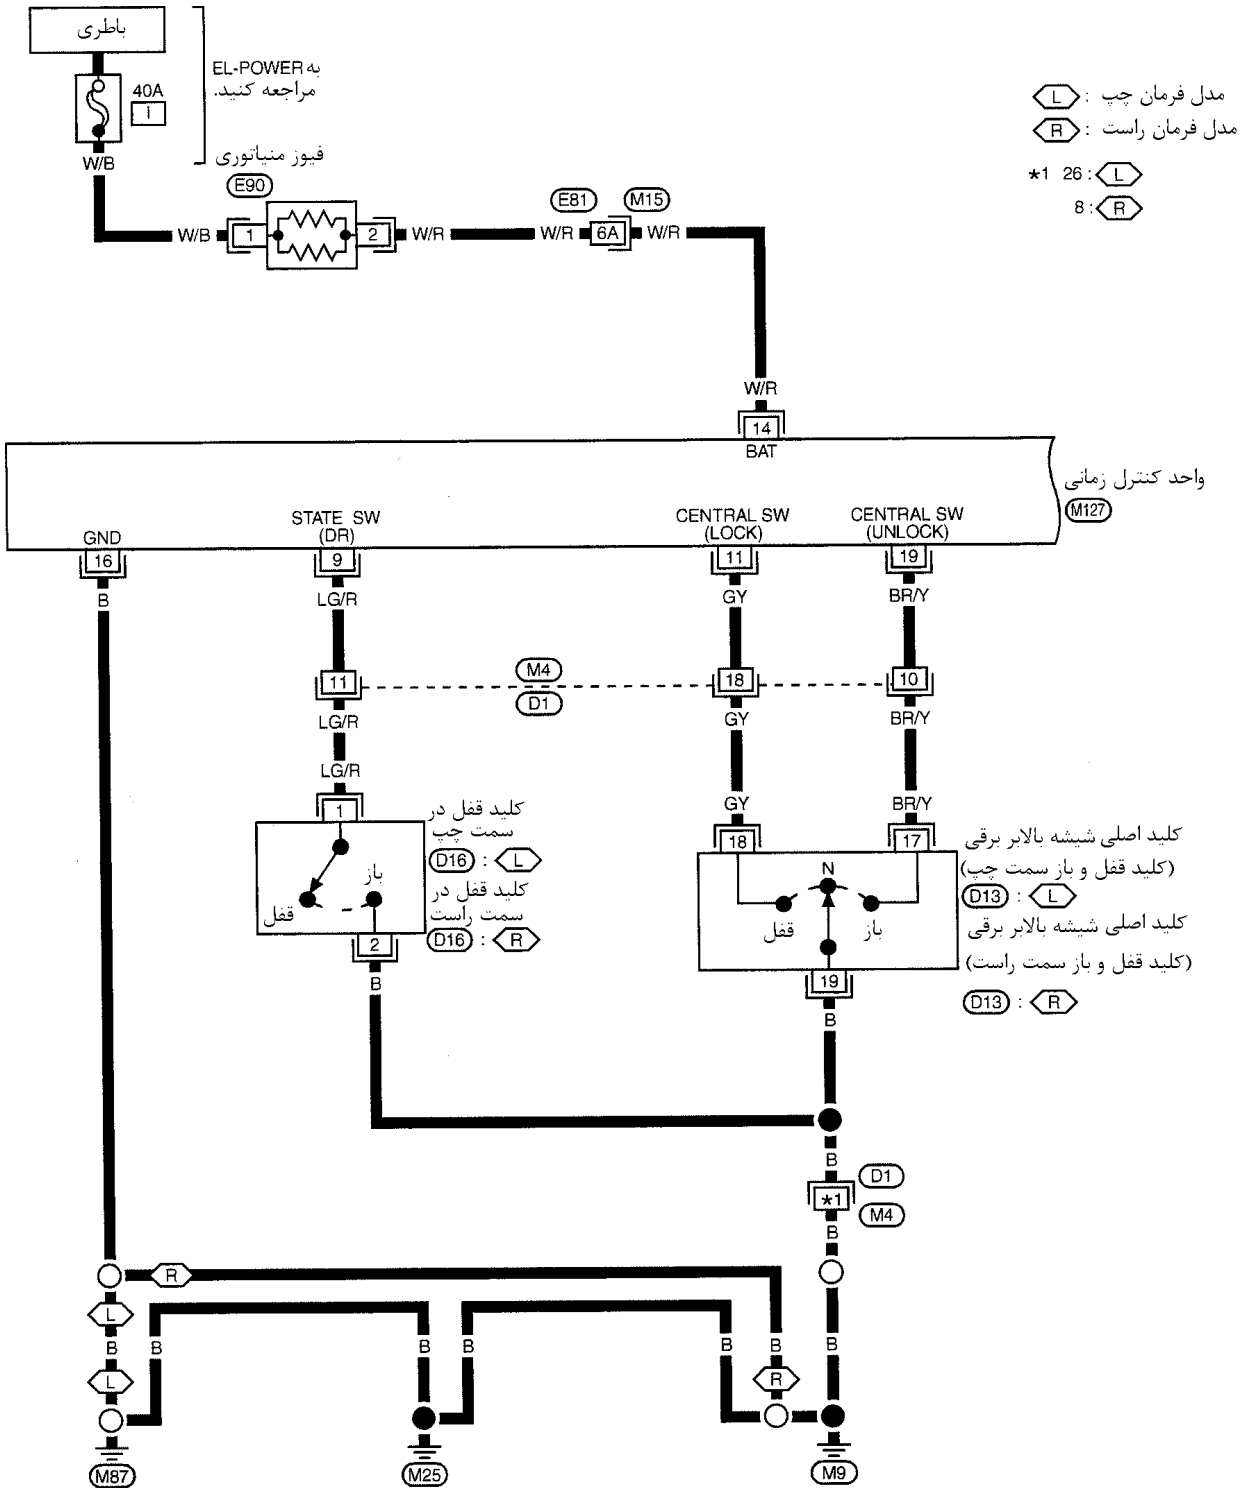 باطری
40A
i
به EL-POWER
مراجعه کنید.
فیوز منیاتوری
W/B
E90
W/B
1
2
W/R
W/R
E81
M15
6A
W/R
L : مدل فرمان چپ
R : مدل فرمان راست
*1 26 : L
8 : R
W/R
14
BAT
واحد کنترل زمانی
M127
GND
16
STATE SW
(DR)
9
CENTRAL SW
(LOCK)
11
CENTRAL SW
(UNLOCK)
19
B
LG/R
GY
BR/Y
11
M4
D1
18
10
LG/R
GY
BR/Y
LG/R
GY
BR/Y
1
کلید قفل در
سمت چپ
D16 : L
کلید قفل در
سمت راست
D16 : R
باز
قفل
2
B
18
17
N
قفل
باز
19
کلید اصلی شیشه بالابر برقی
(کلید قفل و باز سمت چپ)
D13 : L
کلید اصلی شیشه بالابر برقی
(کلید قفل و باز سمت راست)
D13 : R
B
B
D1
*1
M4
B
R
L
B
B
B
B
B
B
B
L
R
M87
M25
M9